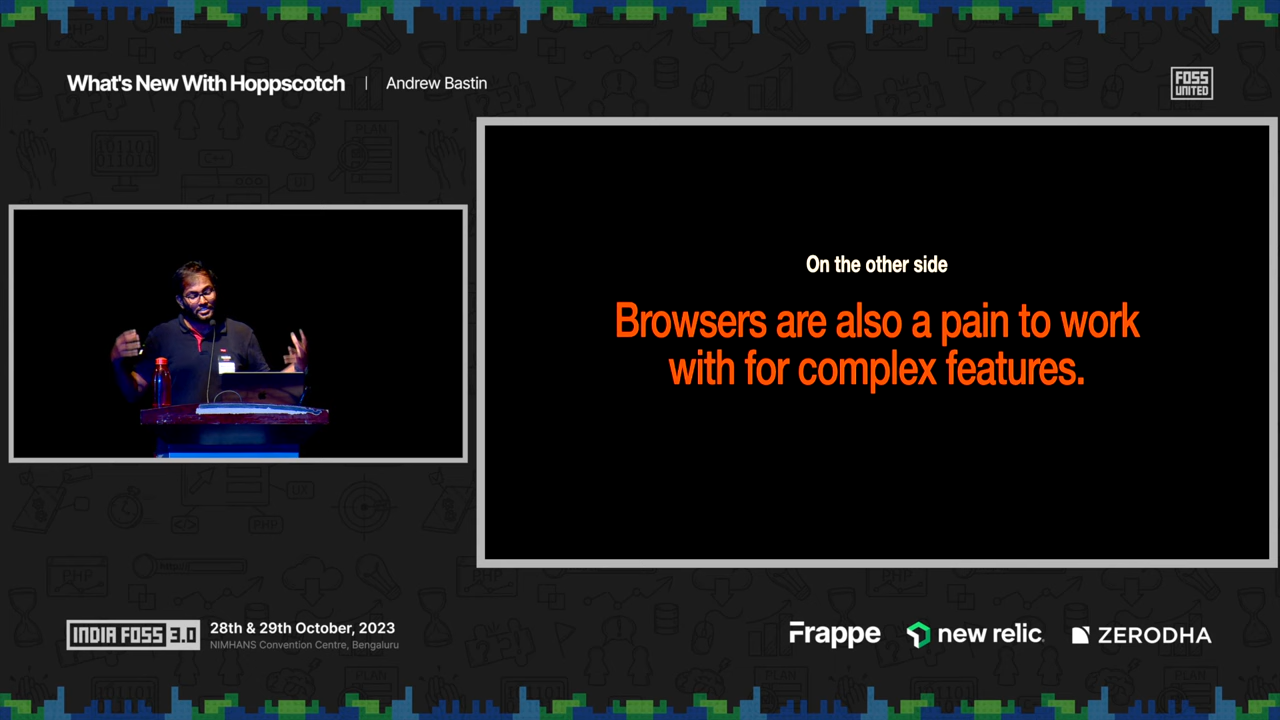 What's New With Hoppscotch | Andrew Bastin
FOSS
UNITED
On the other side
Browsers are also a pain to work
with for complex features.
INDIA FOSS 3.0
28th & 29th October, 2023
NIMHANS Convention Centre, Bengaluru
Frappe
new relic
ZERODHA